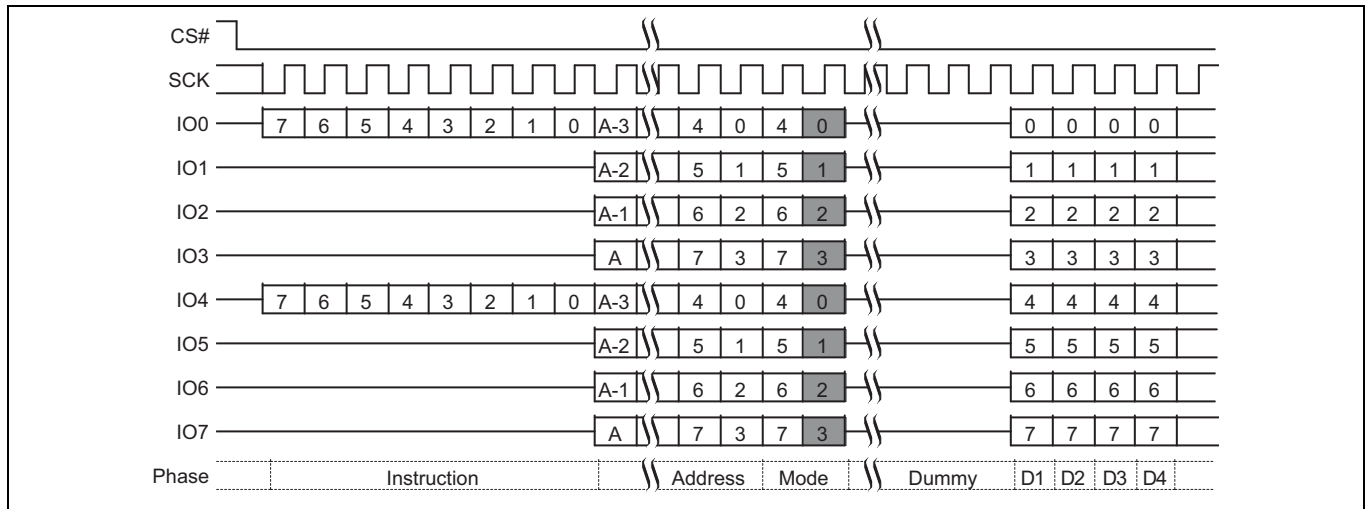 CS#
SCK
IO0 7 6 5 4 3 2 1 0 A-3 4 0 4 0 0 0 0 0
IO1 A-2 5 1 5 1 1 1 1 1
IO2 A-1 6 2 6 2 2 2 2 2
IO3 A 7 3 7 3 3 3 3 3
IO4 7 6 5 4 3 2 1 0 A-3 4 0 4 0 4 4 4 4
IO5 A-2 5 1 5 1 5 5 5 5
IO6 A-1 6 2 6 2 6 6 6 6
IO7 A 7 3 7 3 7 7 7 7
Phase Instruction Address Mode Dummy D1 D2 D3 D4